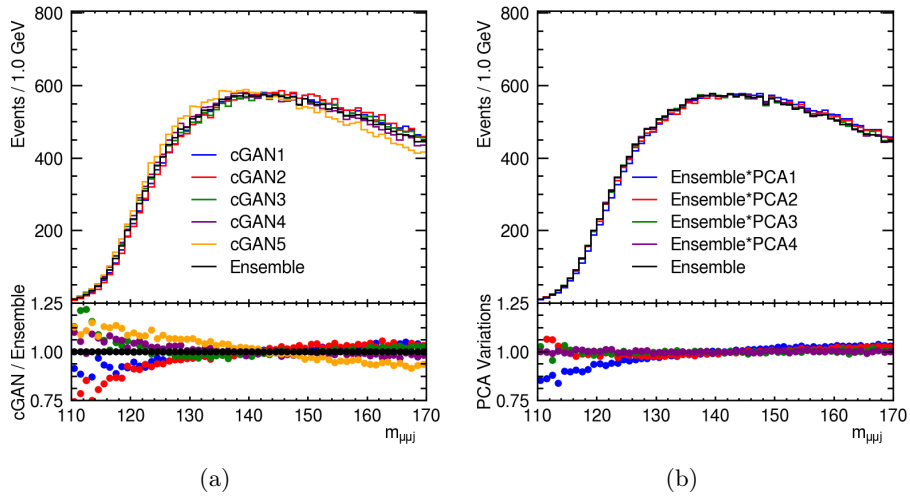 800
600
400
200
Events / 1.0 GeV
cGAN1
cGAN2
cGAN3
cGAN4
cGAN5
Ensemble
1.25
1.00
0.75
cGAN / Ensemble
110 120 130 140 150 160 170
mμμj
(a)
800
600
400
200
Events / 1.0 GeV
Ensemble*PCA1
Ensemble*PCA2
Ensemble*PCA3
Ensemble*PCA4
Ensemble
1.25
1.00
0.75
PCA Variations
110 120 130 140 150 160 170
mμμj
(b)